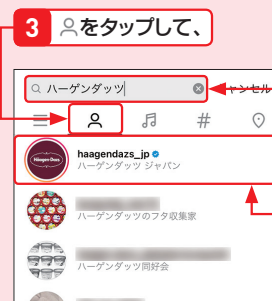 3 をタップして、
ハーゲンダッツ
キャンセル
haagendazs_jp
ハーゲンダッツ ジャパン
Häagen-Dazs
ハーゲンダッツのフタ収集家
ハーゲンダッツ同好会